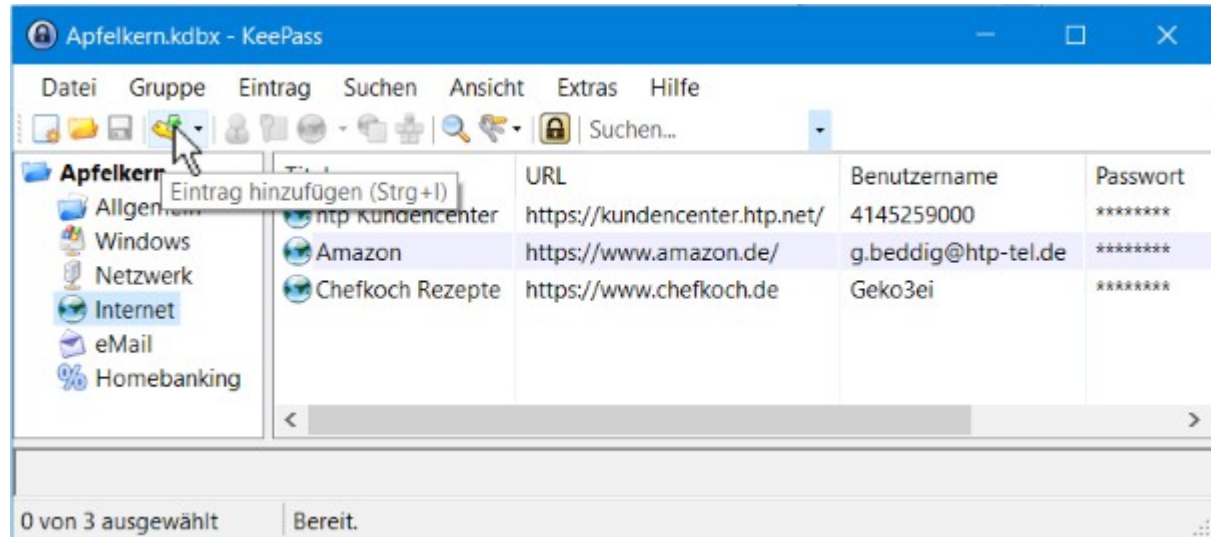 Apfelkern.kdbx - KeePass
Datei Gruppe Eintrag Suchen Ansicht Extras Hilfe
Suchen...
Apfelkern
Allgemein
Windows
Netzwerk
Internet
eMail
Homebanking
Eintrag hinzufügen (Strg+I)
URL Benutzername Passwort
htp Kundencenter https://kundencenter.htp.net/ 4145259000 ********
Amazon https://www.amazon.de/ g.beddig@htp-tel.de ********
Chefkoch Rezepte https://www.chefkoch.de Geko3ei ********
0 von 3 ausgewählt Bereit.